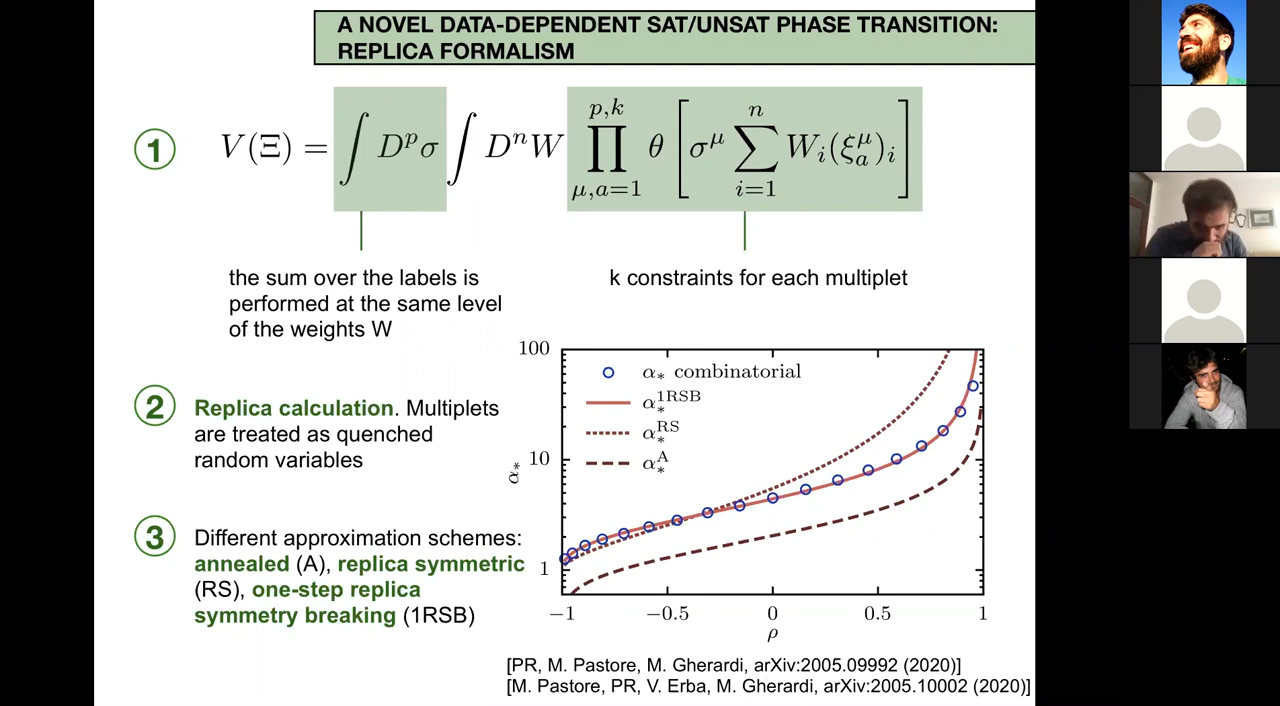 A NOVEL DATA-DEPENDENT SAT/UNSAT PHASE TRANSITION:
REPLICA FORMALISM
1
V(Ξ) = ∫ D^p σ ∫ D^n W ∏_{μ,a=1}^{p,k} θ [ σ^μ ∑_{i=1}^{n} W_i (ξ_a^μ)_i ]
the sum over the labels is
performed at the same level
of the weights W
k constraints for each multiplet
2
Replica calculation. Multiplets
are treated as quenched
random variables
3
Different approximation schemes:
annealed (A), replica symmetric
(RS), one-step replica
symmetry breaking (1RSB)
100
10
1
α_*
α_* combinatorial
α_*^{1RSB}
α_*^{RS}
α_*^{A}
−1 −0.5 0 0.5 1
ρ
[PR, M. Pastore, M. Gherardi, arXiv:2005.09992 (2020)]
[M. Pastore, PR, V. Erba, M. Gherardi, arXiv:2005.10002 (2020)]